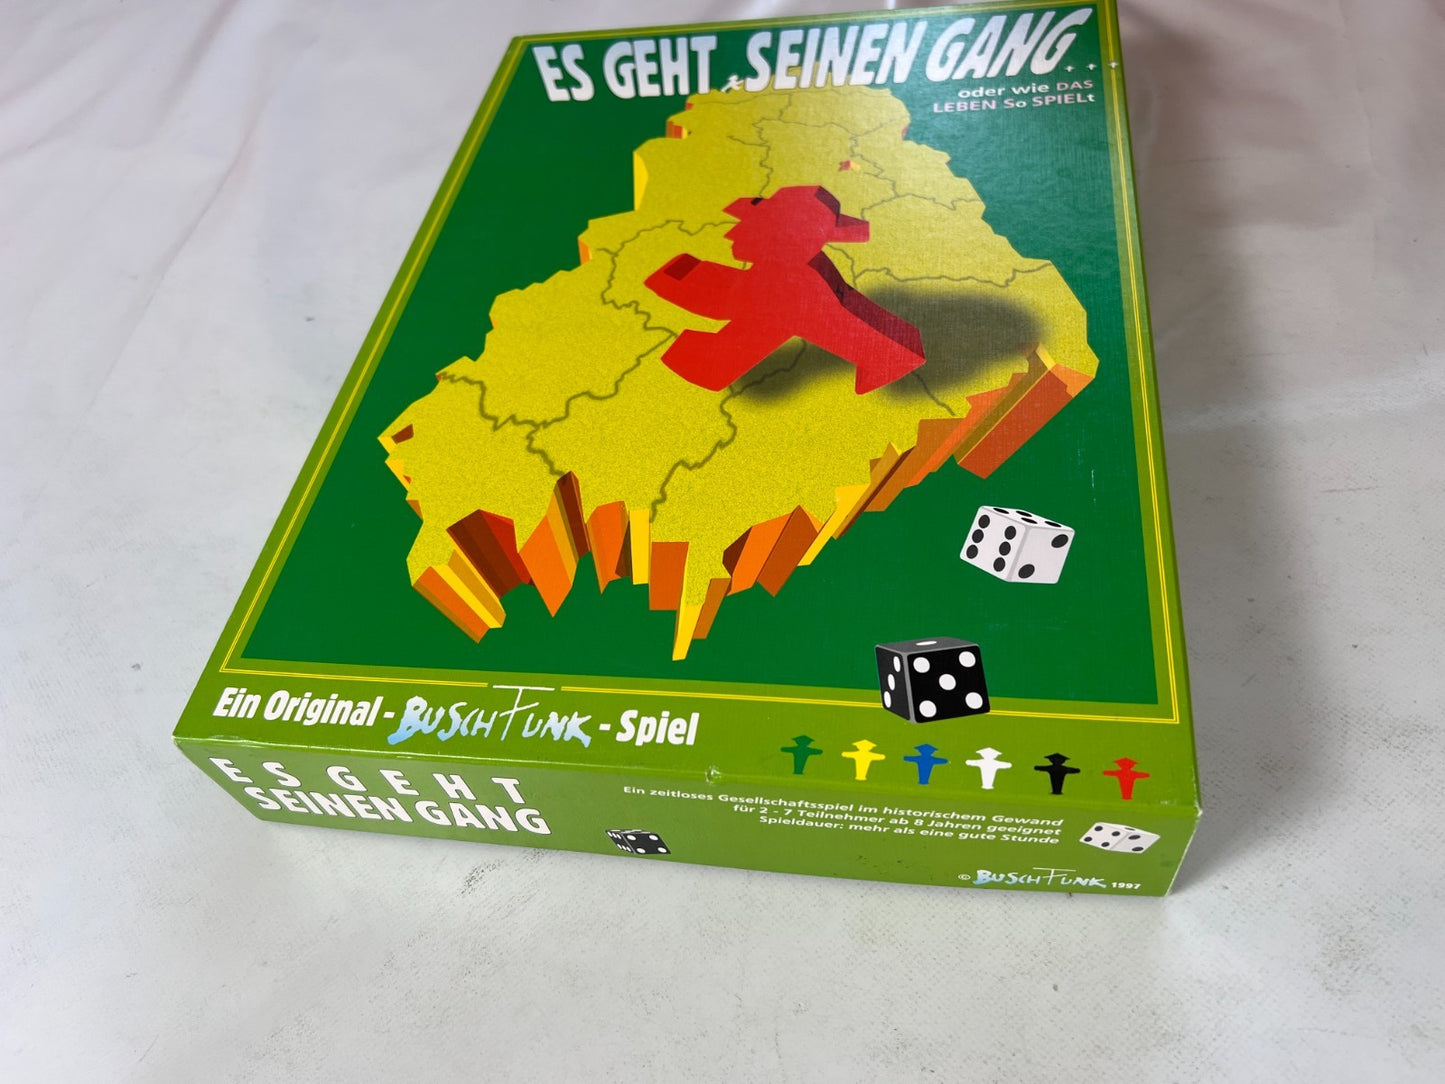 ES GEHT SEINEN GANG...
oder wie DAS
LEBEN So SPIELt
Ein Original - BUSCHFUNK - Spiel
ES GEHT
SEINEN GANG
Ein zeitloses Gesellschaftsspiel im historischem Gewand
für 2 - 7 Teilnehmer ab 8 Jahren geeignet
Spieldauer: mehr als eine gute Stunde
© BUSCHFUNK 1997